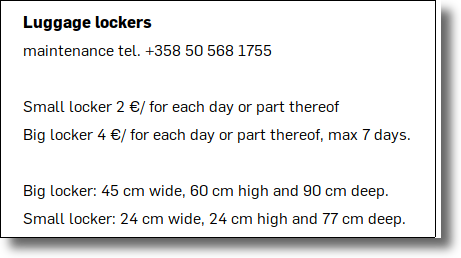 Luggage lockers
maintenance tel. +358 50 568 1755
Small locker 2 €/ for each day or part thereof
Big locker 4 €/ for each day or part thereof, max 7 days.
Big locker: 45 cm wide, 60 cm high and 90 cm deep.
Small locker: 24 cm wide, 24 cm high and 77 cm deep.